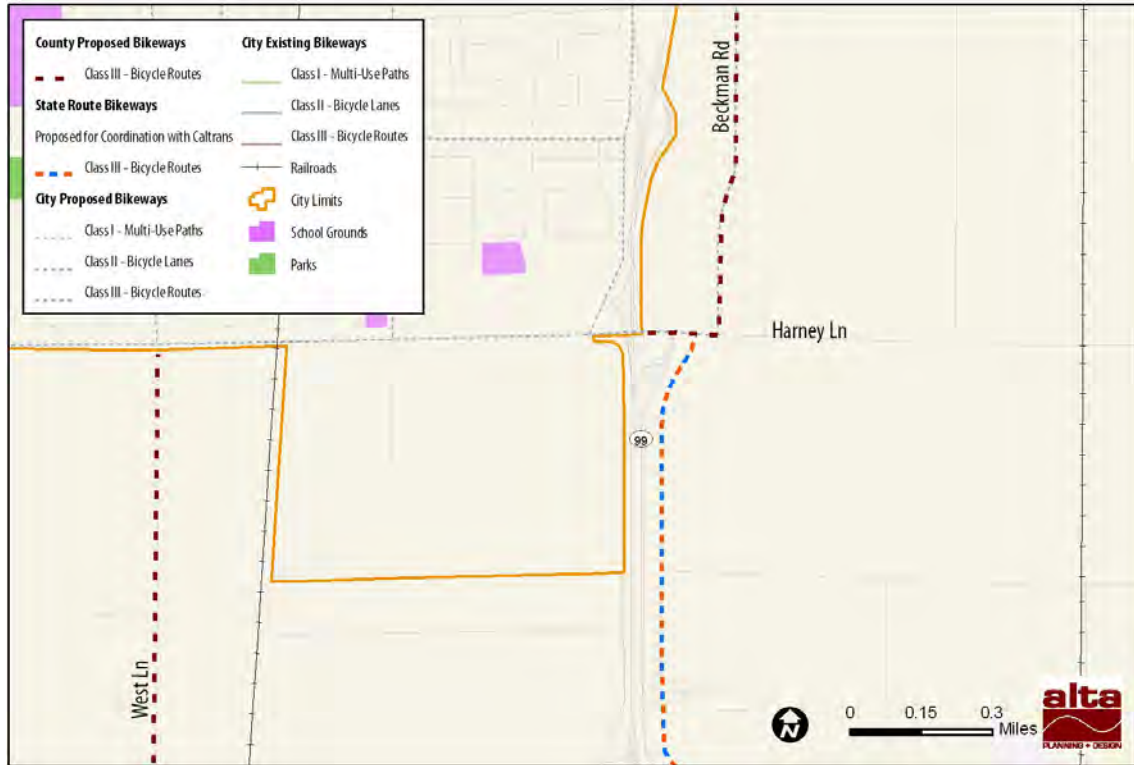 County Proposed Bikeways
Class III - Bicycle Routes
State Route Bikeways
Proposed for Coordination with Caltrans
Class III - Bicycle Routes
City Proposed Bikeways
Class I - Multi-Use Paths
Class II - Bicycle Lanes
Class III - Bicycle Routes
City Existing Bikeways
Class I - Multi-Use Paths
Class II - Bicycle Lanes
Class III - Bicycle Routes
Railroads
City Limits
School Grounds
Parks
Beckman Rd
Harney Ln
99
West Ln
N
0 0.15 0.3
Miles
alta
PLANNING + DESIGN